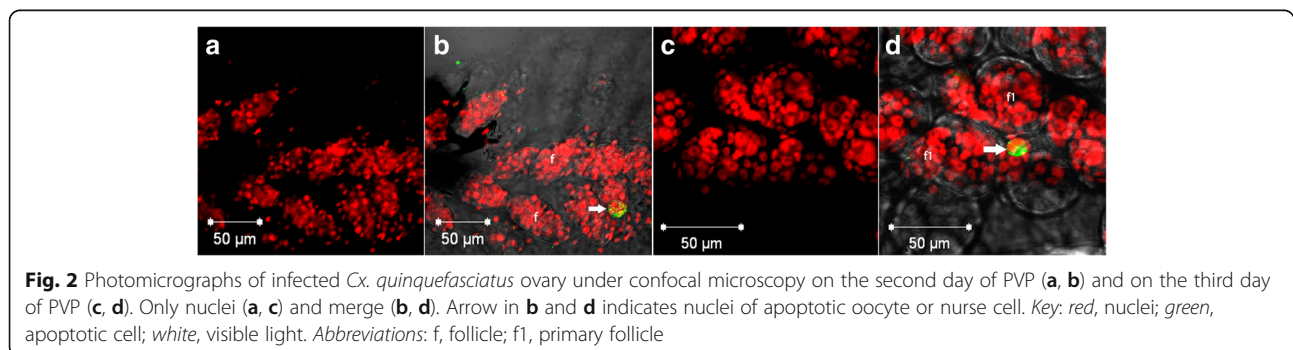 a b c d
f f1
f1
f
50 µm 50 µm 50 µm 50 µm
Fig. 2 Photomicrographs of infected Cx. quinquefasciatus ovary under confocal microscopy on the second day of PVP (a, b) and on the third day
of PVP (c, d). Only nuclei (a, c) and merge (b, d). Arrow in b and d indicates nuclei of apoptotic oocyte or nurse cell. Key: red, nuclei; green,
apoptotic cell; white, visible light. Abbreviations: f, follicle; f1, primary follicle